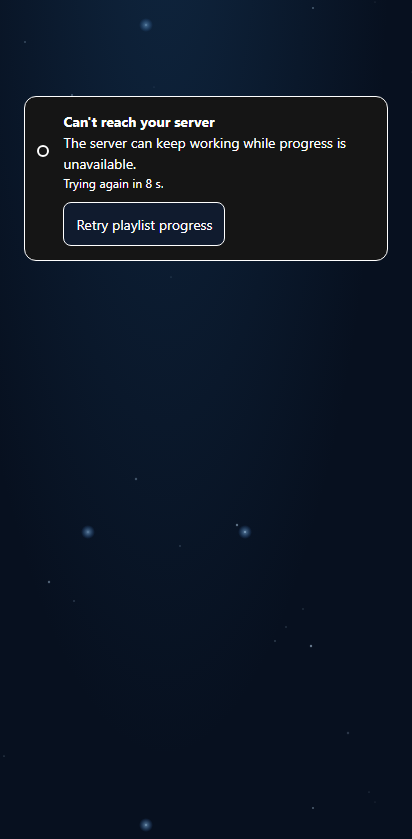 Can't reach your server
The server can keep working while progress is
unavailable.
Trying again in 8 s.
Retry playlist progress